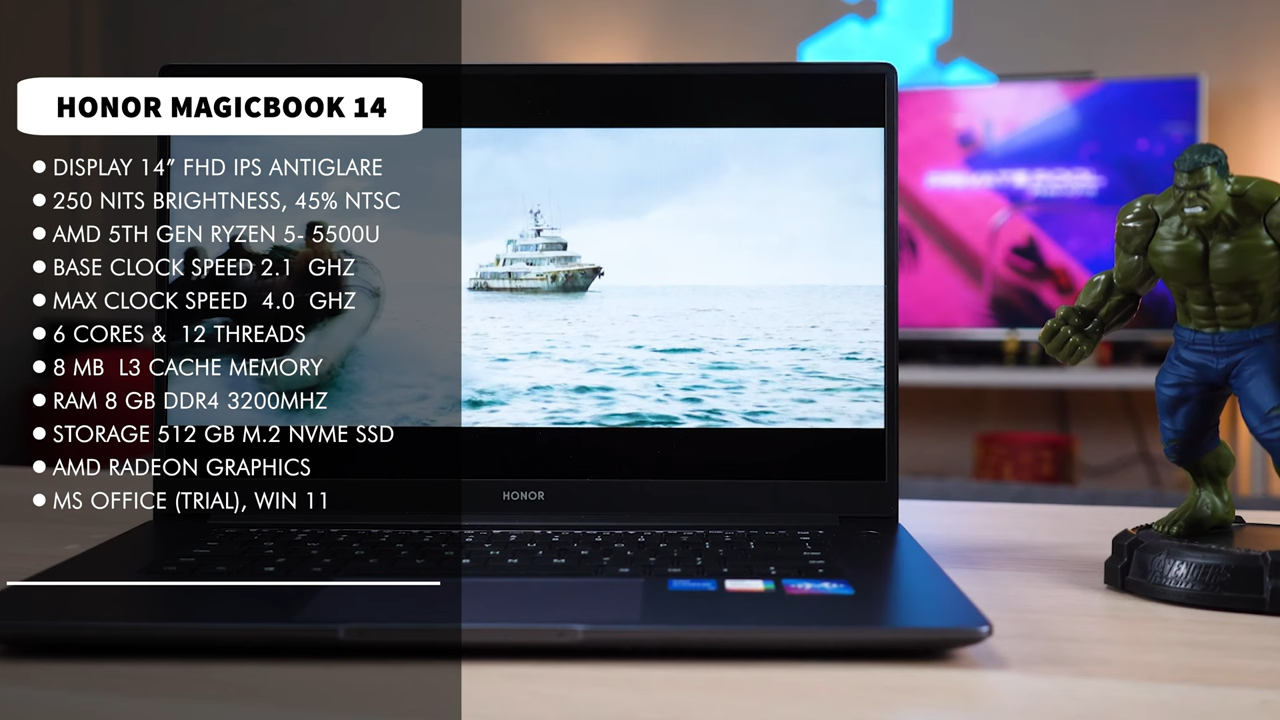 HONOR MAGICBOOK 14
● DISPLAY 14” FHD IPS ANTIGLARE
● 250 NITS BRIGHTNESS, 45% NTSC
● AMD 5TH GEN RYZEN 5- 5500U
● BASE CLOCK SPEED 2.1 GHZ
● MAX CLOCK SPEED 4.0 GHZ
● 6 CORES & 12 THREADS
● 8 MB L3 CACHE MEMORY
● RAM 8 GB DDR4 3200MHZ
● STORAGE 512 GB M.2 NVME SSD
● AMD RADEON GRAPHICS
● MS OFFICE (TRIAL), WIN 11
HONOR